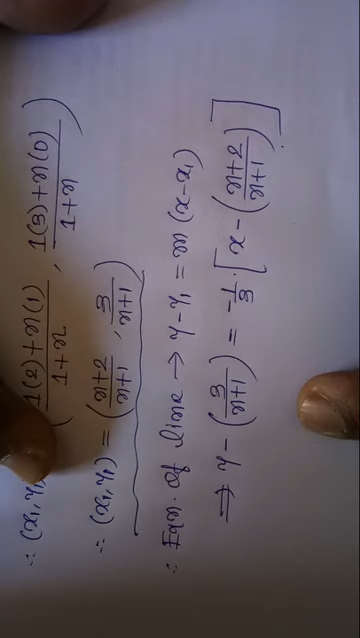 ∴ (x₁, y₁ ( 1(2)+n(1)/1+n , 1(3)+n(0)/1+n )
∴ (x₁, y₁) = ( n+2/n+1 , 3/n+1 )
∴ Eqn. of line → y-y₁ = m (x-x₁)
⇒ y - ( 3/n+1 ) = -1/3 . [ x - ( n+2/n+1 ) ]